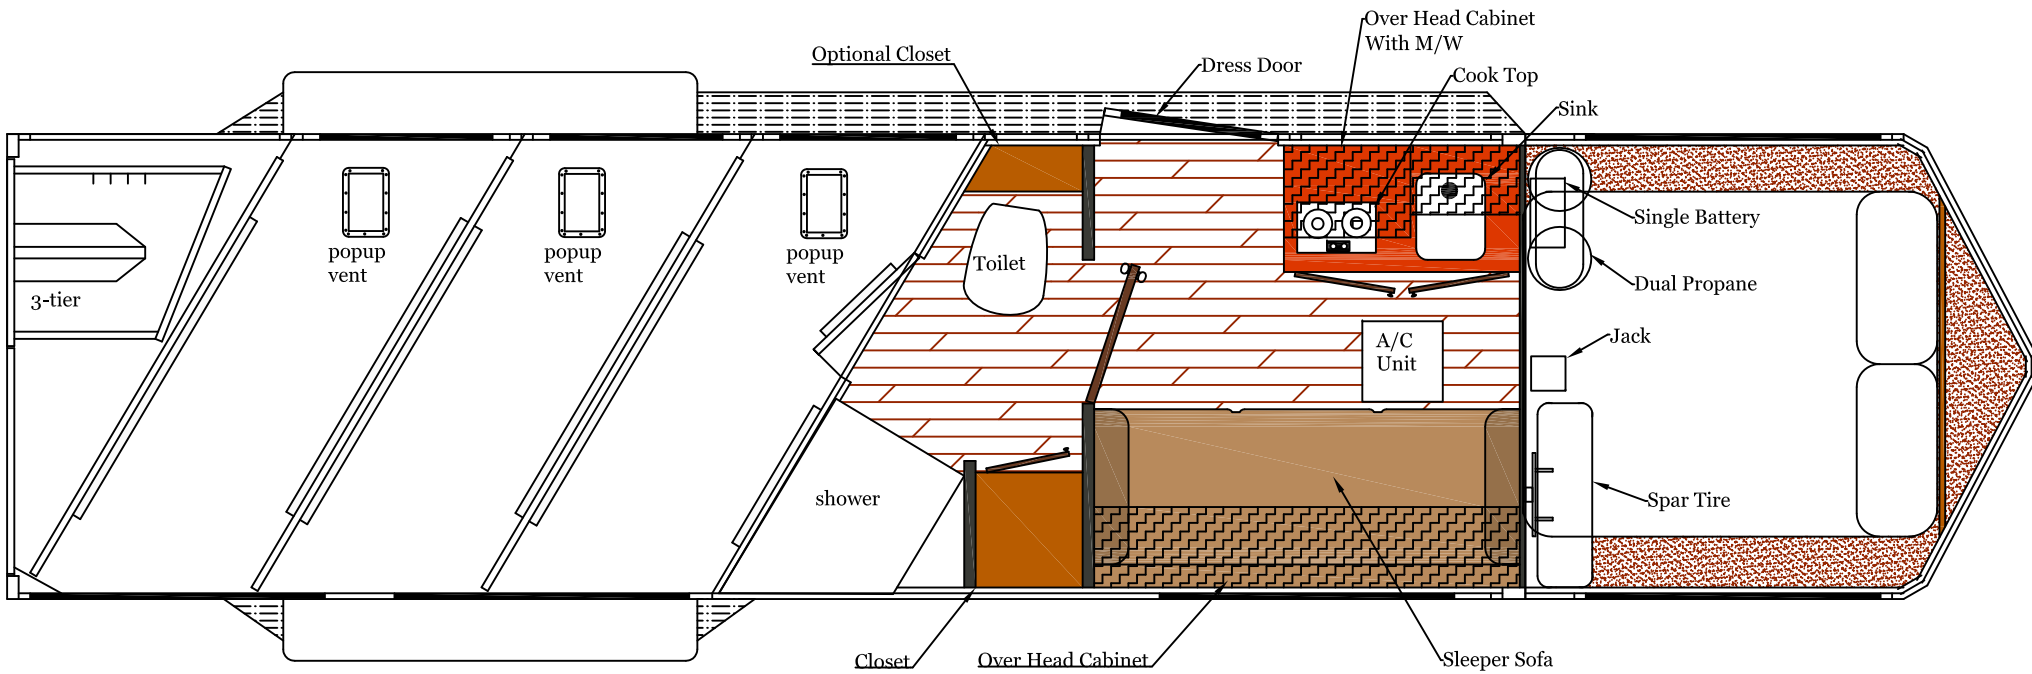 Over Head Cabinet
With M/W
Optional Closet
Dress Door
Cook Top
Sink
popup
vent
popup
vent
popup
vent
Single Battery
Toilet
Dual Propane
3-tier
A/C
Unit
Jack
shower
Spar Tire
Closet
Over Head Cabinet
Sleeper Sofa